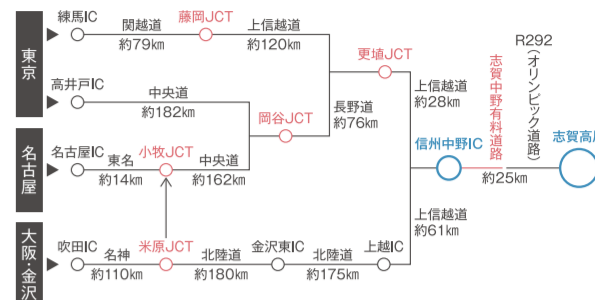 東京
練馬IC
関越道
約79km
藤岡JCT
上信越道
約120km
更埴JCT
高井戸IC
中央道
約182km
岡谷JCT
長野道
約76km
上信越道
約28km
名古屋
名古屋IC
東名
約14km
小牧JCT
中央道
約162km
信州中野IC
志賀中野有料道路
R292
（オリンピック道路）
約25km
志賀高原
大阪・金沢
吹田IC
名神
約110km
米原JCT
北陸道
約180km
金沢東IC
北陸道
約175km
上越IC
上信越道
約61km